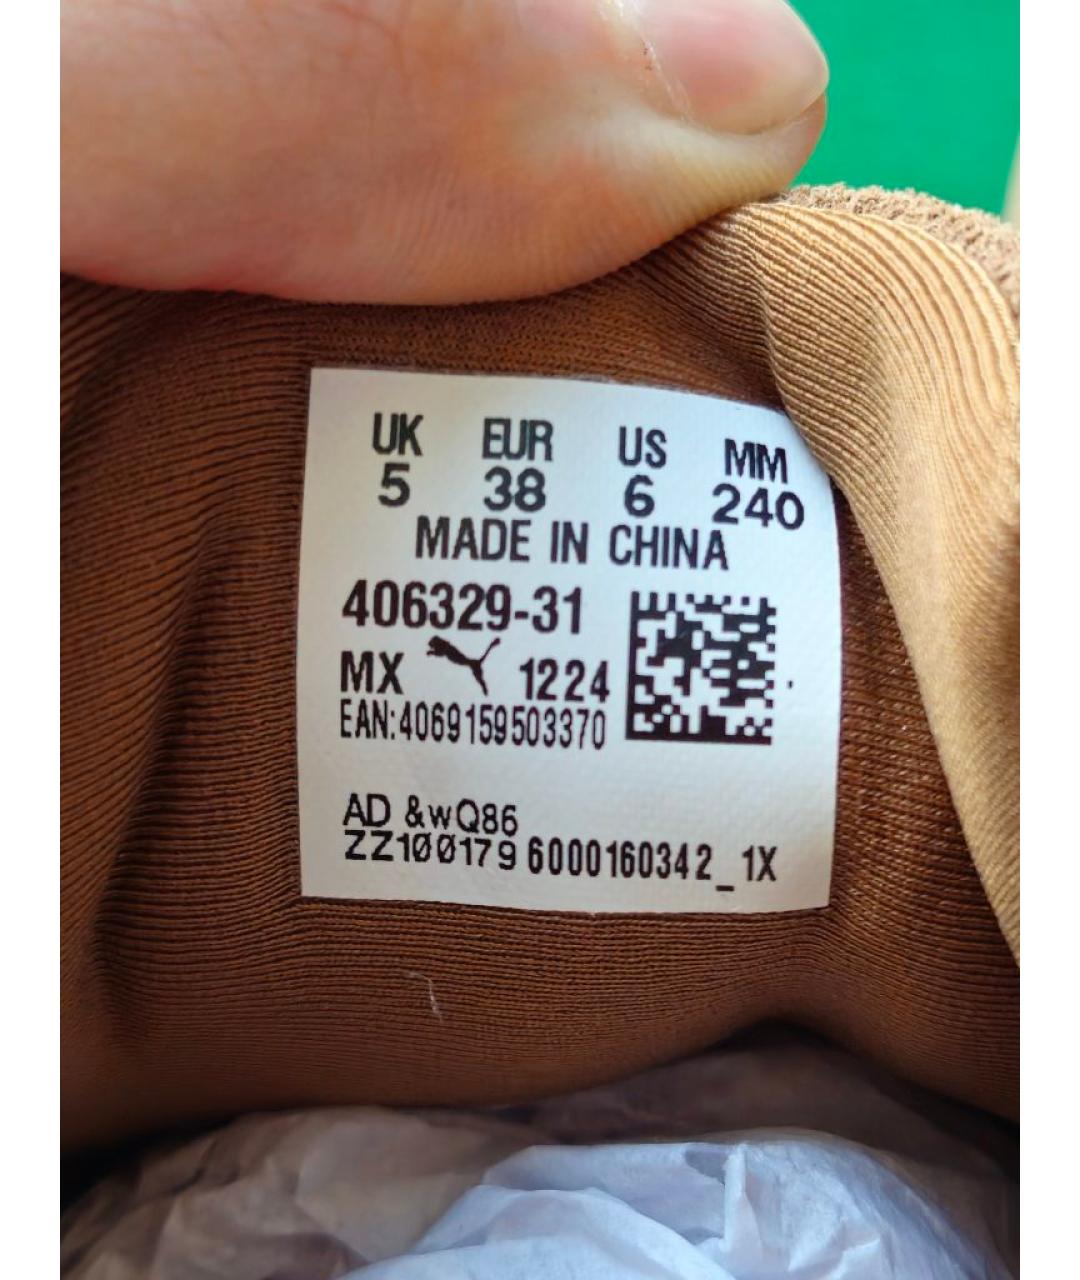 UK EUR US MM
5 38 6 240
MADE IN CHINA
406329-31
MX 1224
EAN:4069159503370
AD &wQ86
ZZ100179 6000160342_1X